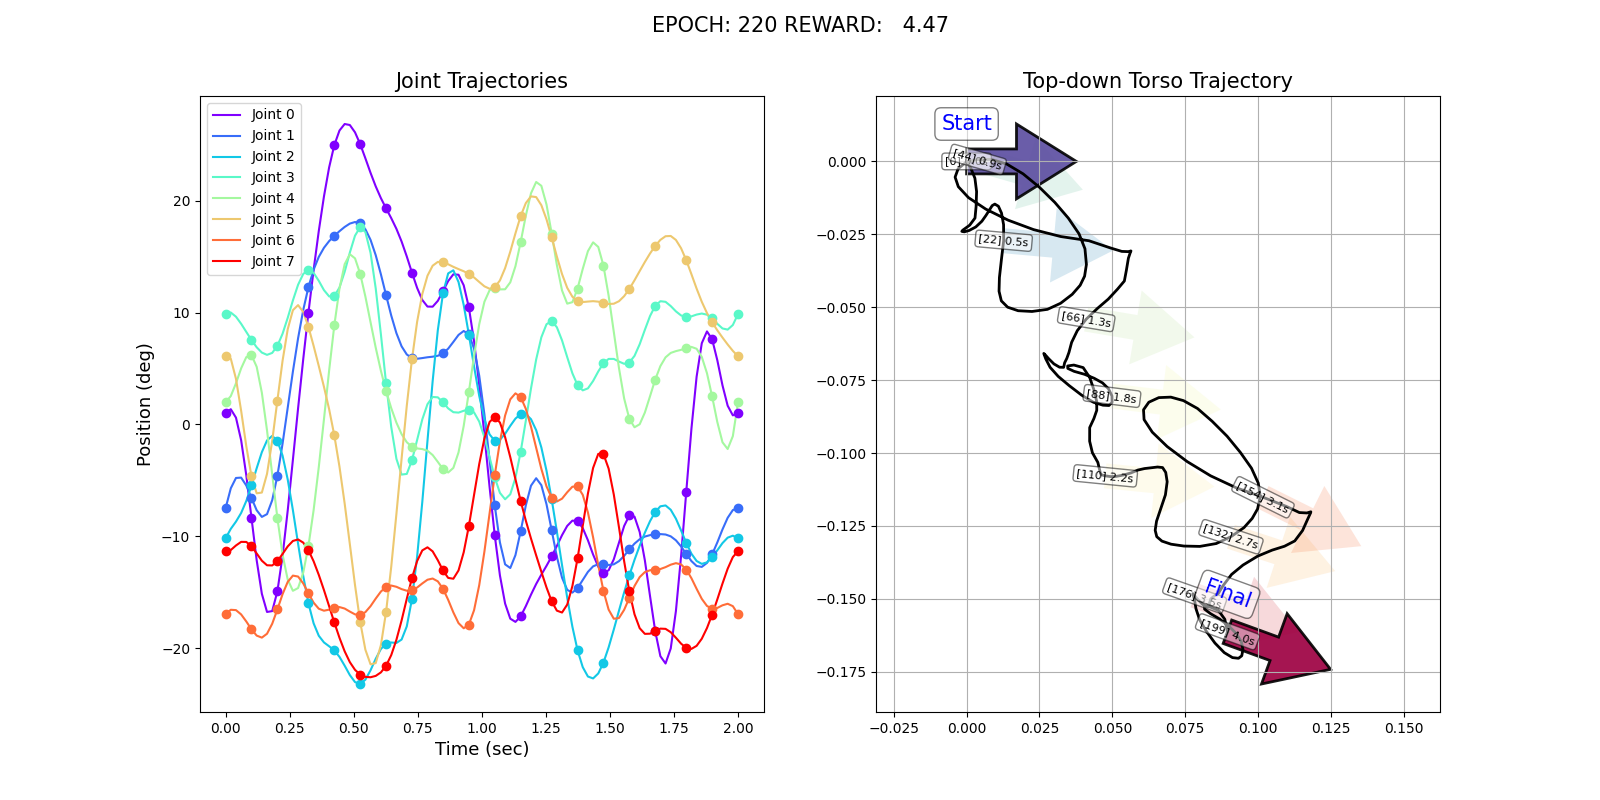 EPOCH: 220 REWARD:   4.47
Joint Trajectories
Joint 0
Joint 1
Joint 2
Joint 3
Joint 4
Joint 5
Joint 6
Joint 7
20
10
0
−10
−20
Position (deg)
0.00 0.25 0.50 0.75 1.00 1.25 1.50 1.75 2.00
Time (sec)
Top-down Torso Trajectory
Start
[44] 0.9s
[22] 0.5s
[66] 1.3s
[88] 1.8s
[110] 2.2s
[154] 3.1s
[132] 2.7s
Final
[176]
[199] 4.0s
0.000
−0.025
−0.050
−0.075
−0.100
−0.125
−0.150
−0.175
−0.025 0.000 0.025 0.050 0.075 0.100 0.125 0.150